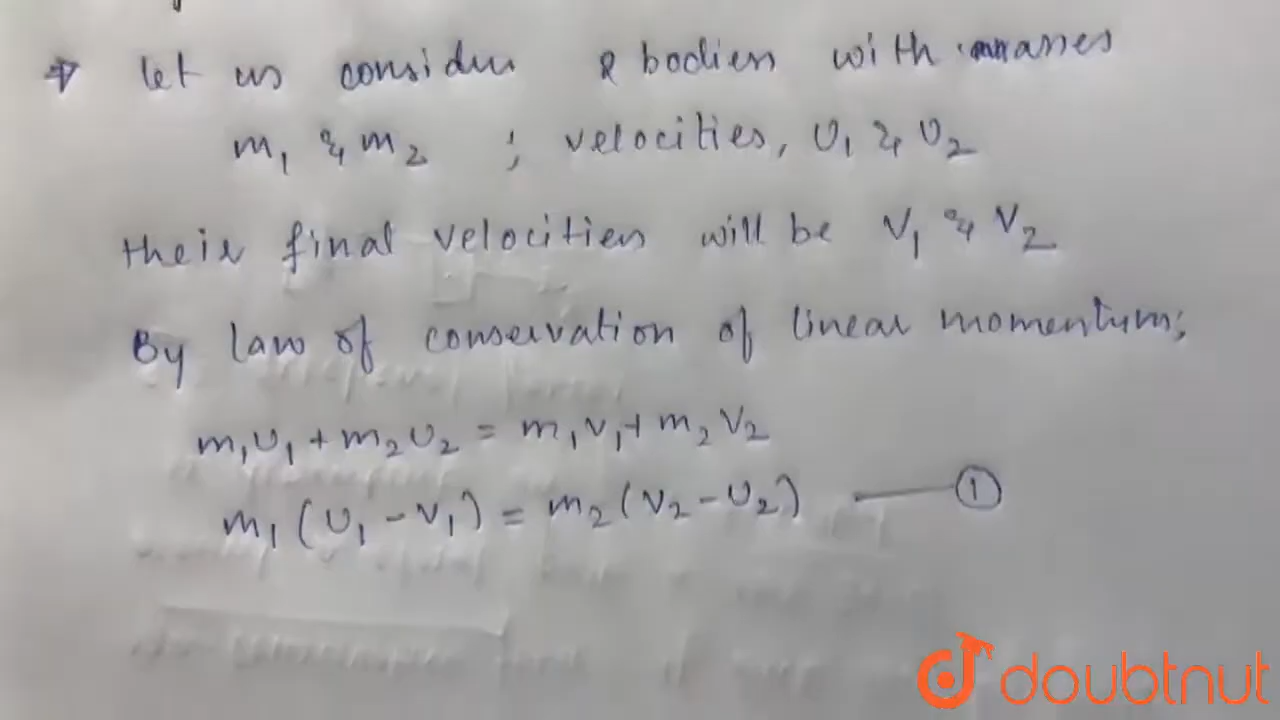 ⇒ let us consider 2 bodies with masses
m₁ & m₂ ; velocities, U₁ & U₂
their final velocities will be V₁ & V₂
By law of conservation of linear momentum;
m₁U₁ + m₂U₂ = m₁V₁ + m₂V₂
m₁(U₁ - V₁) = m₂(V₂ - U₂) — ①
doubtnut